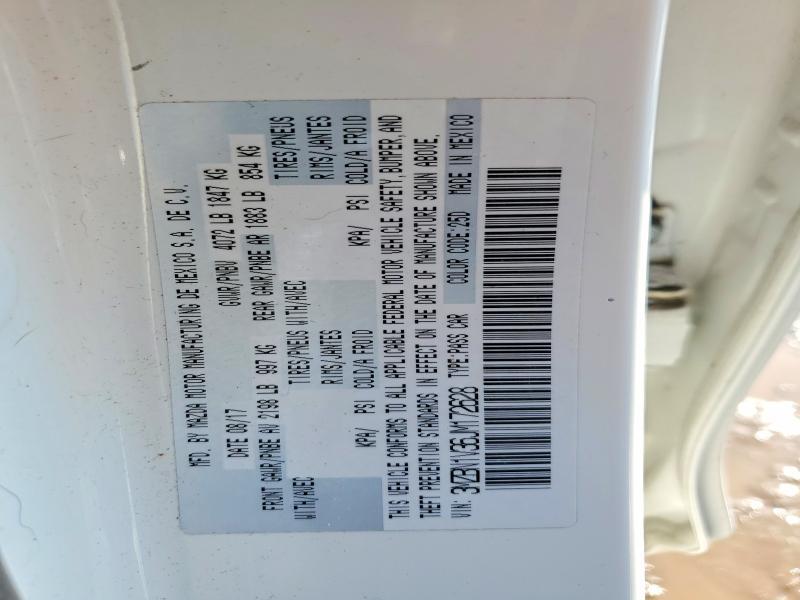 MFD. BY MAZDA MOTOR MANUFACTURING DE MEXICO S.A. DE C.V.
DATE 08/17 GVWR/PNBV 4072 LB 1847 KG
FRONT GAWR/PNBE AV 2198 LB 997 KG REAR GAWR/PNBE AR 1883 LB 854 KG
WITH/AVEC TIRES/PNEUS WITH/AVEC TIRES/PNEUS
RIMS/JANTES RIMS/JANTES
KPA/ PSI COLD/A FROID KPA/ PSI COLD/A FROID
THIS VEHICLE CONFORMS TO ALL APPLICABLE FEDERAL MOTOR VEHICLE SAFETY, BUMPER, AND
THEFT PREVENTION STANDARDS IN EFFECT ON THE DATE OF MANUFACTURE SHOWN ABOVE.
VIN: 3MZBN1V36JM172628 TYPE:PASS CAR COLOR CODE:25D MADE IN MEXICO